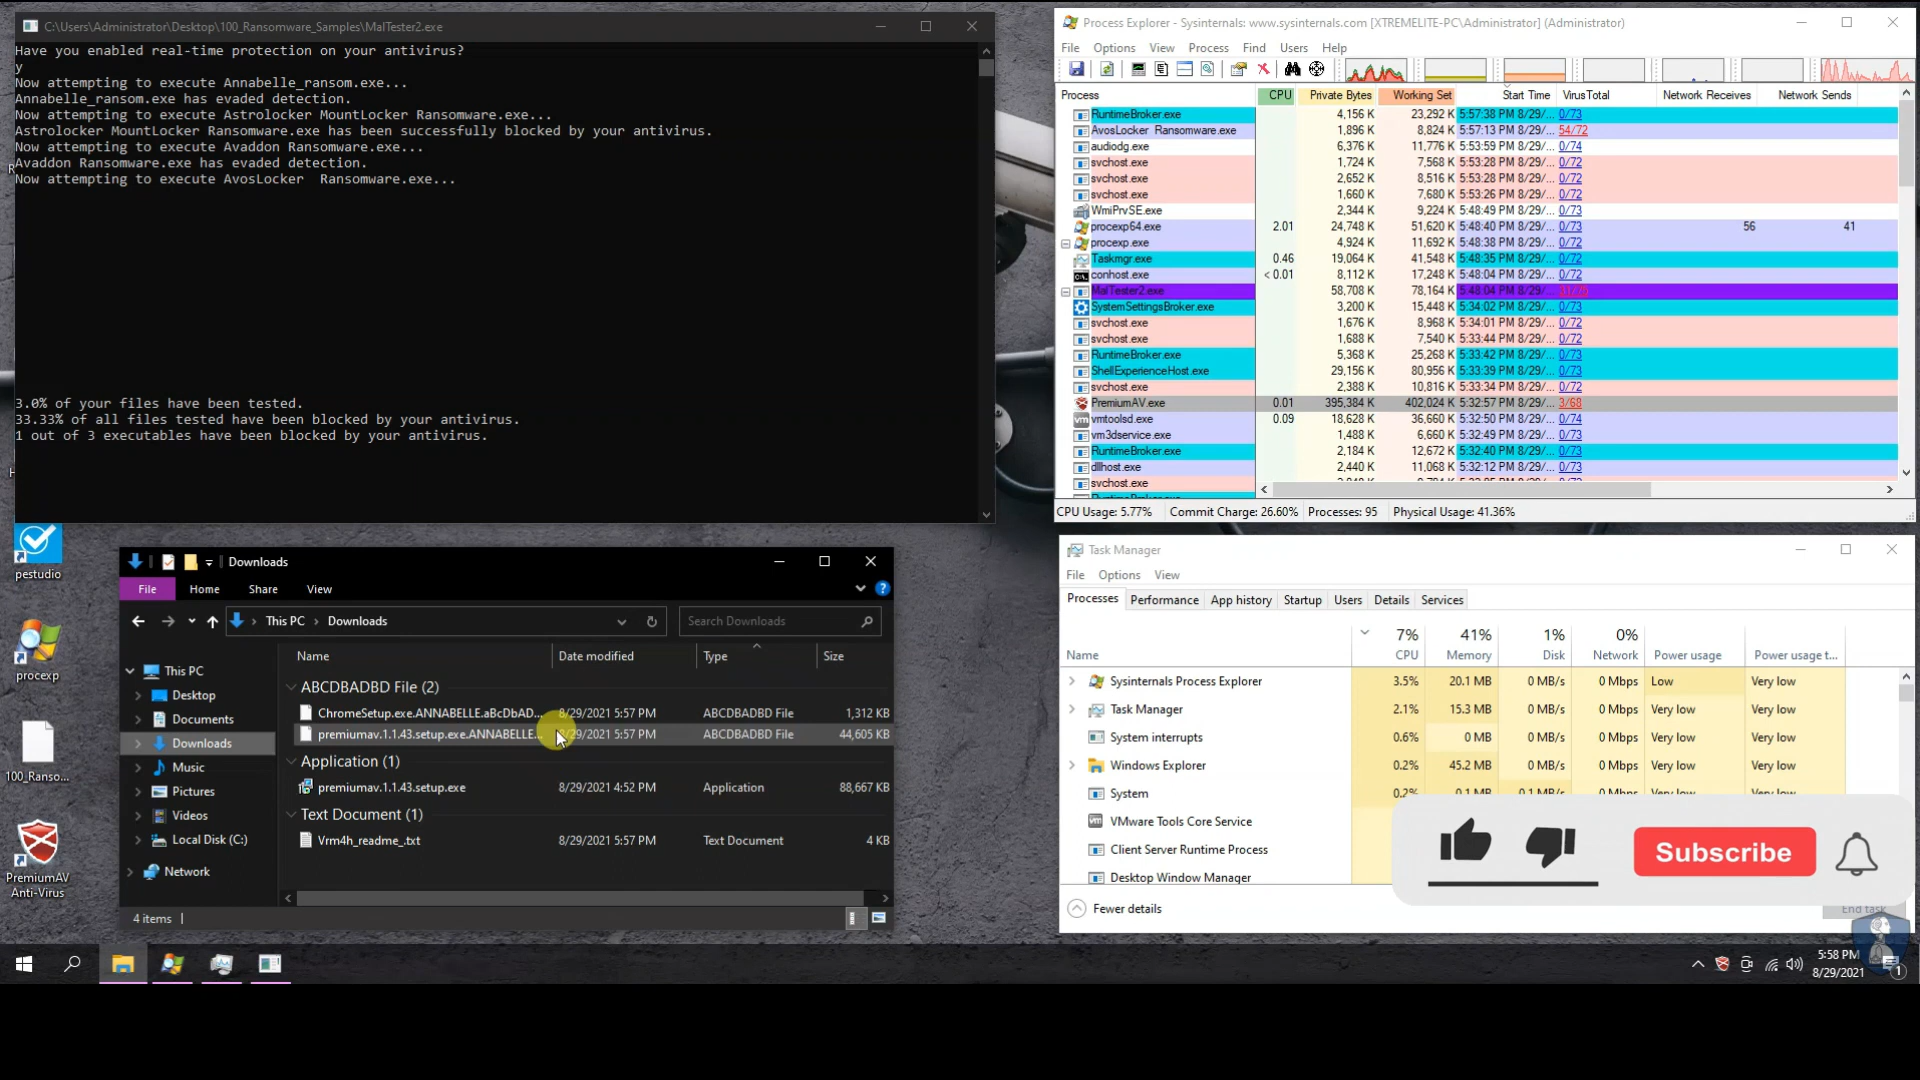 C:\Users\Administrator\Desktop\100_Ransomware_Samples\MalTester2.exe
Have you enabled real-time protection on your antivirus?
y
Now attempting to execute Annabelle_ransom.exe...
Annabelle_ransom.exe has evaded detection.
Now attempting to execute Astrolocker MountLocker Ransomware.exe...
Astrolocker MountLocker Ransomware.exe has been successfully blocked by your antivirus.
Now attempting to execute Avaddon Ransomware.exe...
Avaddon Ransomware.exe has evaded detection.
Now attempting to execute AvosLocker  Ransomware.exe...
3.0% of your files have been tested.
33.33% of all files tested have been blocked by your antivirus.
1 out of 3 executables have been blocked by your antivirus.
Process Explorer - Sysinternals: www.sysinternals.com [XTREMELITE-PC\Administrator] (Administrator)
File Options View Process Find Users Help
Process CPU Private Bytes Working Set Start Time VirusTotal Network Receives Network Sends
RuntimeBroker.exe 4,156 K 23,292 K 5:57:38 PM 8/29/... 0/73
AvosLocker  Ransomware.exe 1,896 K 8,824 K 5:57:13 PM 8/29/... 54/72
audiodg.exe 6,376 K 11,776 K 5:53:59 PM 8/29/... 0/74
svchost.exe 1,724 K 7,568 K 5:53:28 PM 8/29/... 0/72
svchost.exe 2,652 K 8,516 K 5:53:28 PM 8/29/... 0/72
svchost.exe 1,660 K 7,680 K 5:53:26 PM 8/29/... 0/72
WmiPrvSE.exe 2,344 K 9,224 K 5:48:49 PM 8/29/... 0/73
procexp64.exe 2.01 24,748 K 51,620 K 5:48:40 PM 8/29/... 0/73 56 41
procexp.exe 4,924 K 11,692 K 5:48:38 PM 8/29/... 0/72
Taskmgr.exe 0.46 19,064 K 41,548 K 5:48:35 PM 8/29/... 0/72
conhost.exe < 0.01 8,112 K 17,248 K 5:48:04 PM 8/29/... 0/72
MalTester2.exe 58,708 K 78,164 K 5:48:04 PM 8/29/...
SystemSettingsBroker.exe 3,200 K 15,448 K 5:34:02 PM 8/29/... 0/73
svchost.exe 1,676 K 8,968 K 5:34:01 PM 8/29/... 0/72
svchost.exe 1,688 K 7,540 K 5:33:44 PM 8/29/... 0/72
RuntimeBroker.exe 5,368 K 25,268 K 5:33:42 PM 8/29/... 0/73
ShellExperienceHost.exe 29,156 K 80,956 K 5:33:39 PM 8/29/... 0/73
svchost.exe 2,388 K 10,816 K 5:33:34 PM 8/29/... 0/72
PremiumAV.exe 0.01 395,384 K 402,024 K 5:32:57 PM 8/29/... 3/68
vmtoolsd.exe 0.09 18,628 K 36,660 K 5:32:50 PM 8/29/... 0/74
vm3dservice.exe 1,488 K 6,660 K 5:32:49 PM 8/29/... 0/73
RuntimeBroker.exe 2,184 K 12,672 K 5:32:40 PM 8/29/... 0/73
dllhost.exe 2,440 K 11,068 K 5:32:12 PM 8/29/... 0/73
svchost.exe
CPU Usage: 5.77% Commit Charge: 26.60% Processes: 95 Physical Usage: 41.36%
pestudio
procexp
100_Ranso...
PremiumAV
Anti-Virus
Downloads
File Home Share View
This PC Downloads Search Downloads
Name Date modified Type Size
This PC
Desktop
Documents
Downloads
Music
Pictures
Videos
Local Disk (C:)
Network
ABCDBADBD File (2)
ChromeSetup.exe.ANNABELLE.aBcDbAD... 8/29/2021 5:57 PM ABCDBADBD File 1,312 KB
premiumav.1.1.43.setup.exe.ANNABELLE... 8/29/2021 5:57 PM ABCDBADBD File 44,605 KB
Application (1)
premiumav.1.1.43.setup.exe 8/29/2021 4:52 PM Application 88,667 KB
Text Document (1)
Vrm4h_readme_.txt 8/29/2021 5:57 PM Text Document 4 KB
4 items
Task Manager
File Options View
Processes Performance App history Startup Users Details Services
7% 41% 1% 0%
Name CPU Memory Disk Network Power usage Power usage t...
Sysinternals Process Explorer 3.5% 20.1 MB 0 MB/s 0 Mbps Low Very low
Task Manager 2.1% 15.3 MB 0 MB/s 0 Mbps Very low Very low
System interrupts 0.6% 0 MB 0 MB/s 0 Mbps Very low Very low
Windows Explorer 0.2% 45.2 MB 0 MB/s 0 Mbps Very low Very low
System 0.2% 0.1 MB 0.1 MB/s 0 Mbps Very low Very low
VMware Tools Core Service
Client Server Runtime Process
Desktop Window Manager
Fewer details
End task
Subscribe
5:58 PM
8/29/2021
1